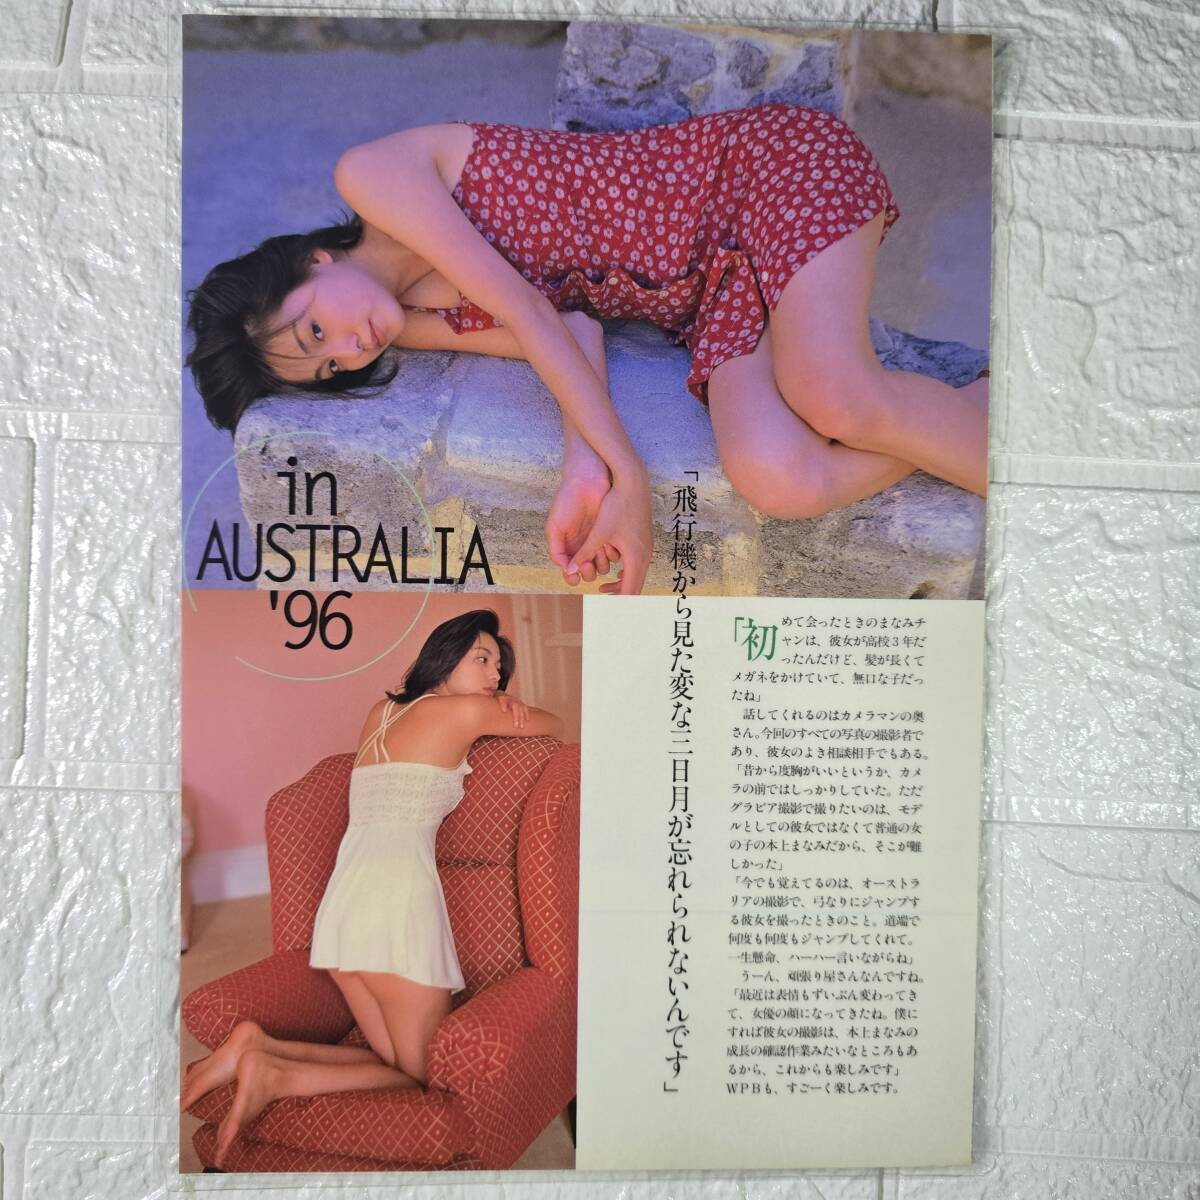 in
AUSTRALIA
'96
「飛行機から見た変な三日月が忘れられないんです」
「初めて会ったときのまなみチ
ャンは、彼女が高校3年だ
ったんだけど、髪が長くて
メガネをかけていて、無口な子だっ
たね」
話してくれるのはカメラマンの奥
さん。今回のすべての写真の撮影者で
あり、彼女のよき相談相手でもある。
「昔から度胸がいいというか、カメ
ラの前ではしっかりしていた。ただ
グラビア撮影で撮りたいのは、モデ
ルとしての彼女ではなくて普通の女
の子の本上まなみだから、そこが難
しかった」
「今でも覚えてるのは、オーストラ
リアの撮影で、弓なりにジャンプす
る彼女を撮ったときのこと。道端で
何度も何度もジャンプしてくれて。
一生懸命、ハーハー言いながらね」
うーん、頑張り屋さんなんですね。
「最近は表情もずいぶん変わってき
て、女優の顔になってきたね。僕に
すれば彼女の撮影は、本上まなみの
成長の確認作業みたいなところもあ
るから、これからも楽しみです」
WPBも、すごーく楽しみです。